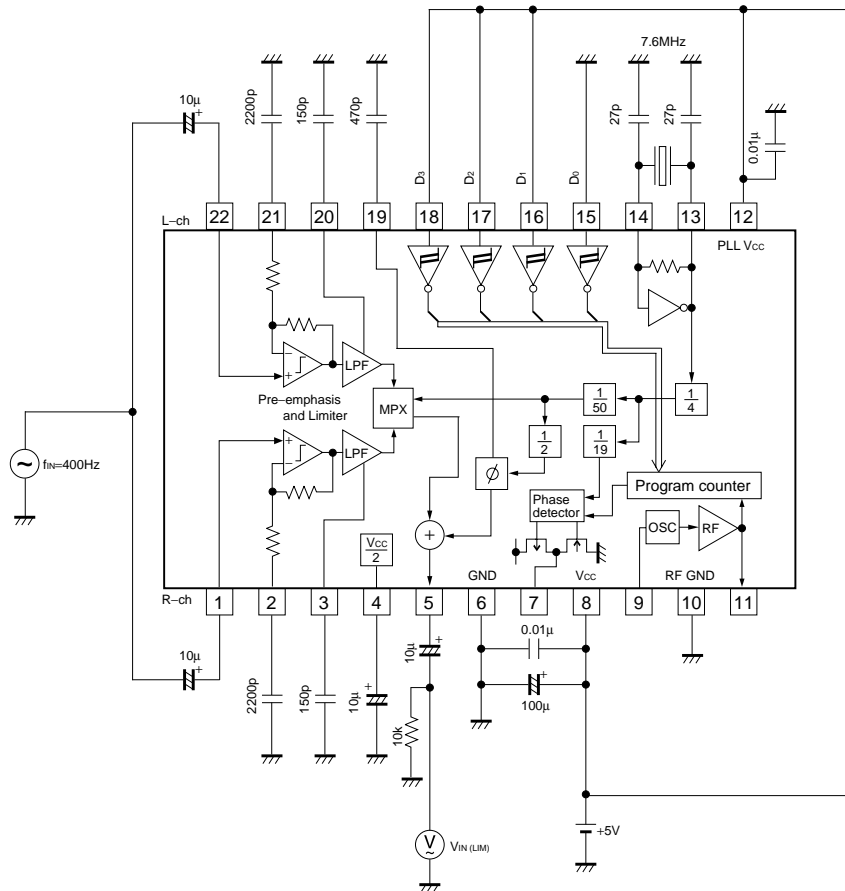 7.6MHz
10μ +
2200p
150p
470p
27p
27p
0.01μ
D3
D2
D1
D0
L–ch
22
21
20
19
18
17
16
15
14
13
12
PLL VCC
–
+
LPF
Pre–emphasis
and Limiter
MPX
1/50
1/4
1/2
1/19
+
–
LPF
ϕ
Phase
detector
Program counter
OSC
RF
fIN=400Hz
~
+
VCC/2
GND
VCC
RF GND
R–ch
1
2
3
4
5
6
7
8
9
10
11
10μ +
2200p
150p
10μ +
10μ +
0.01μ
+
100μ
10k
+5V
V~
VIN (LIM)